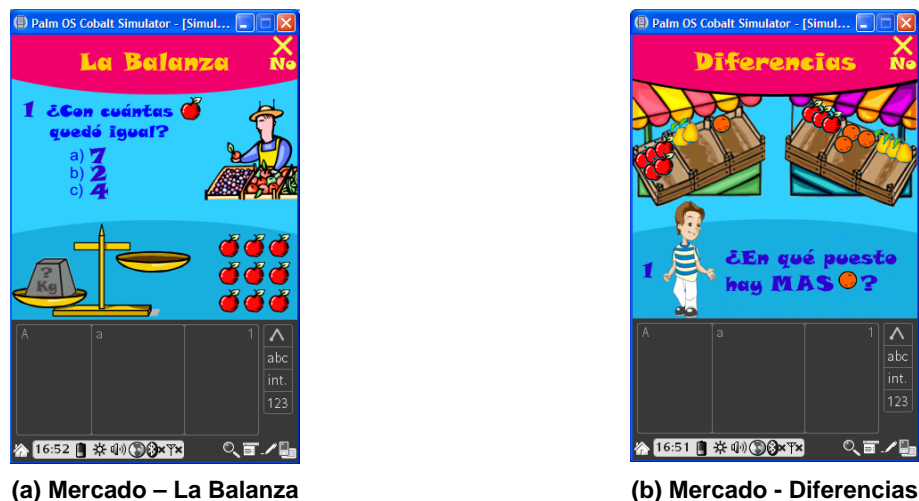 Palm OS Cobalt Simulator - [Simul...
La Balanza
No
1 ¿Con cuántas
quedó igual?
a) 7
b) 2
c) 4
?
Kg
A a 1
abc
int.
123
16:52
(a) Mercado – La Balanza
Palm OS Cobalt Simulator - [Simul...
Diferencias
No
1 ¿En qué puesto
hay MAS ?
A a 1
abc
int.
123
16:51
(b) Mercado - Diferencias